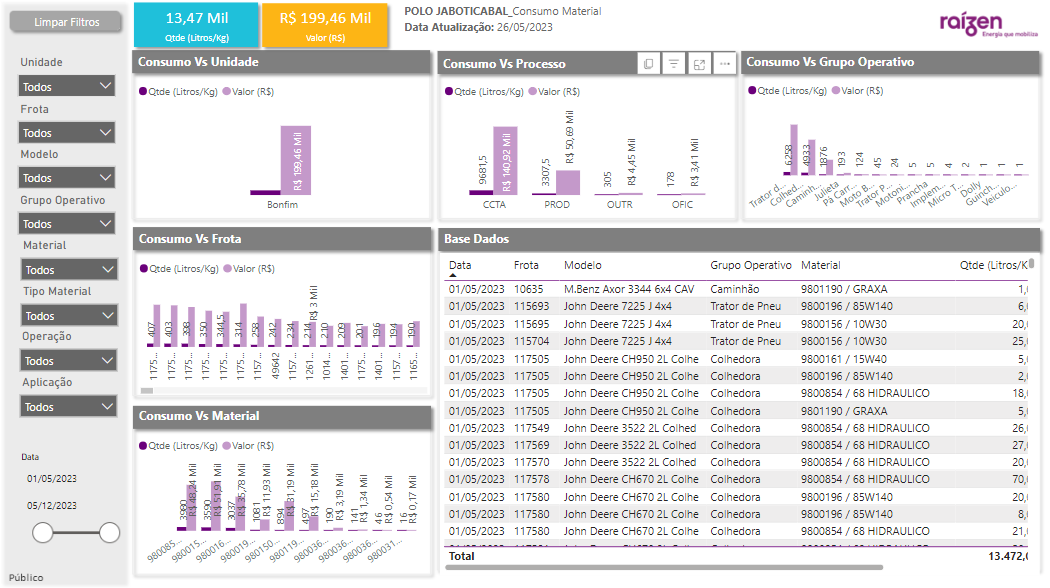 Limpar Filtros
13,47 Mil
Qtde (Litros/Kg)
R$ 199,46 Mil
Valor (R$)
POLO JABOTICABAL_Consumo Material
Data Atualização: 26/05/2023
raízen
Energia que mobiliza
Unidade
Todos
Frota
Todos
Modelo
Todos
Grupo Operativo
Todos
Material
Todos
Tipo Material
Todos
Operação
Todos
Aplicação
Todos
Data
01/05/2023
05/12/2023
Público
Consumo Vs Unidade
Qtde (Litros/Kg) Valor (R$)
R$ 199,46 Mil
Bonfim
Consumo Vs Processo
Qtde (Litros/Kg) Valor (R$)
9681,5 R$ 140,92 Mil 3307,5 R$ 50,69 Mil 305 R$ 4,45 Mil 178 R$ 3,41 Mil
CCTA PROD OUTR OFIC
Consumo Vs Grupo Operativo
Qtde (Litros/Kg) Valor (R$)
6258 4933 1876 193 124 45 24 5 5 4 2 1 1 1
Trator d... Colhed... Caminh... Julieta Pá Carr... Moto B... Trator P... Motoni... Prancha Implem... Micro T... Dolly Guinch... Veículo...
Consumo Vs Frota
Qtde (Litros/Kg) Valor (R$)
407 403 398 350 344,5 314 258 242 234 214 R$ 3 Mil 210 209 201 196 194 190
1175... 1175... 1175... 1175... 1175... 1175... 1157... 49642 1157... 1261... 1014... 1401... 1175... 1401... 1157... 1165...
Consumo Vs Material
Qtde (Litros/Kg) Valor (R$)
3980 R$ 48,24 Mil 3590 R$ 51,91 Mil 3037 R$ 35,78 Mil 1081 R$ 11,93 Mil 894 R$ 31,19 Mil 497 R$ 15,18 Mil 190 R$ 3,19 Mil 141 R$ 1,34 Mil 46 R$ 0,54 Mil 16 R$ 0,17 Mil
980085... 980015... 980016... 980019... 980150... 980119... 980036... 980036... 980036... 980031...
Base Dados
Data Frota Modelo Grupo Operativo Material Qtde (Litros/K
01/05/2023 10635 M.Benz Axor 3344 6x4 CAV Caminhão 9801190 / GRAXA 1,
01/05/2023 115693 John Deere 7225 J 4x4 Trator de Pneu 9800196 / 85W140 6,
01/05/2023 115695 John Deere 7225 J 4x4 Trator de Pneu 9800156 / 10W30 20,
01/05/2023 115704 John Deere 7225 J 4x4 Trator de Pneu 9800156 / 10W30 25,
01/05/2023 117505 John Deere CH950 2L Colhe Colhedora 9800161 / 15W40 5,
01/05/2023 117505 John Deere CH950 2L Colhe Colhedora 9800196 / 85W140 2,
01/05/2023 117505 John Deere CH950 2L Colhe Colhedora 9800854 / 68 HIDRAULICO 18,
01/05/2023 117505 John Deere CH950 2L Colhe Colhedora 9801190 / GRAXA 5,
01/05/2023 117549 John Deere 3522 2L Colhed Colhedora 9800854 / 68 HIDRAULICO 26,
01/05/2023 117569 John Deere 3522 2L Colhed Colhedora 9800854 / 68 HIDRAULICO 27,
01/05/2023 117570 John Deere 3522 2L Colhed Colhedora 9800854 / 68 HIDRAULICO 20,
01/05/2023 117578 John Deere CH670 2L Colhe Colhedora 9800854 / 68 HIDRAULICO 70,
01/05/2023 117580 John Deere CH670 2L Colhe Colhedora 9800196 / 85W140 20,
01/05/2023 117580 John Deere CH670 2L Colhe Colhedora 9800196 / 85W140 8,
01/05/2023 117580 John Deere CH670 2L Colhe Colhedora 9800854 / 68 HIDRAULICO 21,
Total 13.472,